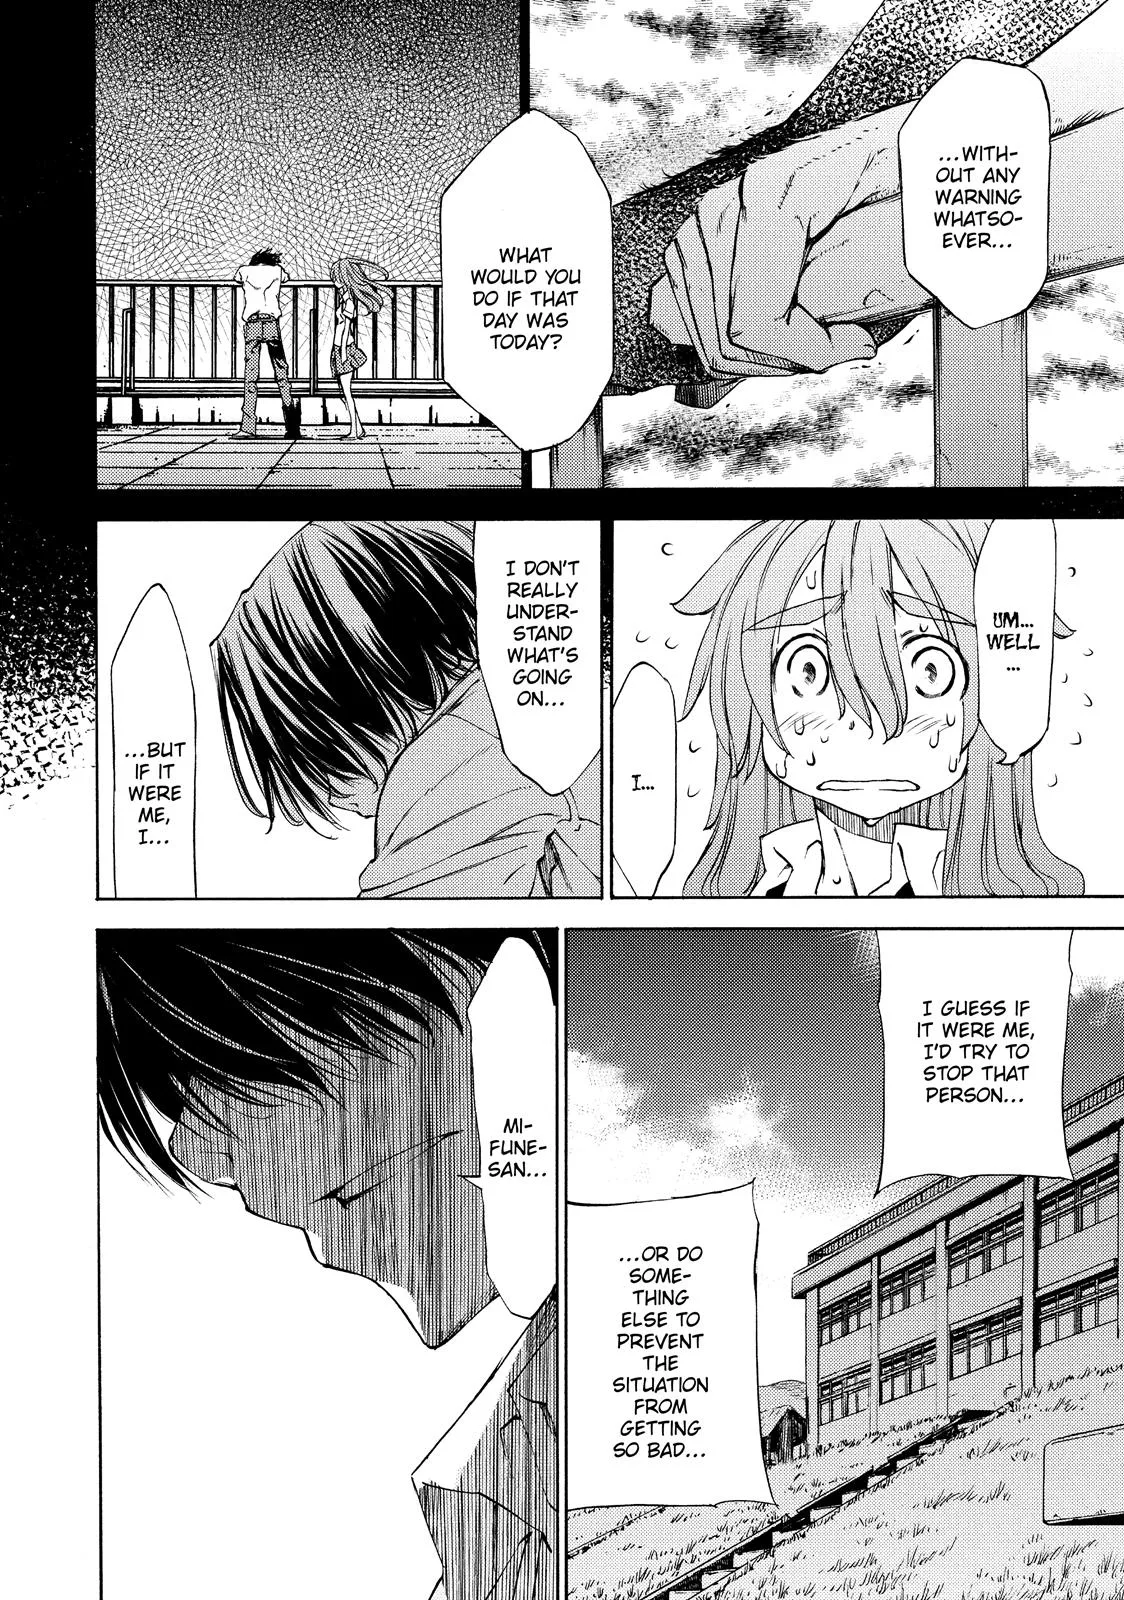 ...WITH-
OUT ANY
WARNING
WHATSO-
EVER...
WHAT
WOULD YOU
DO IF THAT
DAY WAS
TODAY?
UM...
WELL
...
I...
I DON'T
REALLY
UNDER-
STAND
WHAT'S
GOING
ON...
...BUT
IF IT
WERE
ME,
I...
I GUESS IF
IT WERE ME,
I'D TRY TO
STOP THAT
PERSON...
...OR DO
SOME-
THING
ELSE TO
PREVENT
THE
SITUATION
FROM
GETTING
SO BAD...
MI-
FUNE-
SAN...